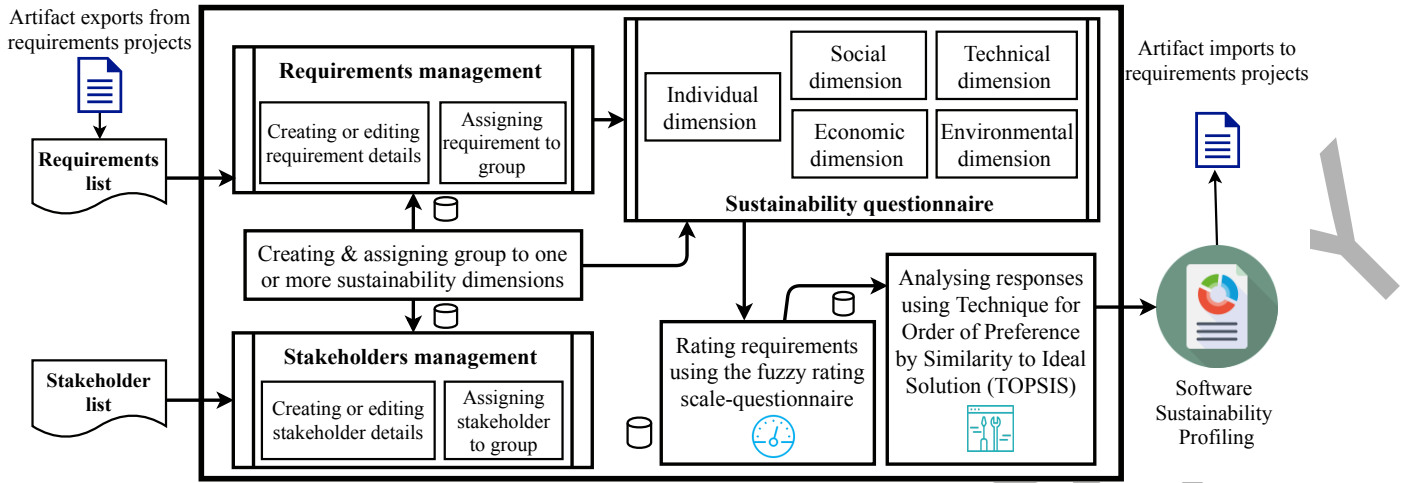 Artifact exports from
requirements projects
Requirements
list
Stakeholder
list
Requirements management
Creating or editing
requirement details
Assigning
requirement to
group
Creating & assigning group to one
or more sustainability dimensions
Stakeholders management
Creating or editing
stakeholder details
Assigning
stakeholder
to group
Individual
dimension
Social
dimension
Technical
dimension
Economic
dimension
Environmental
dimension
Sustainability questionnaire
Rating requirements
using the fuzzy rating
scale-questionnaire
Analysing responses
using Technique for
Order of Preference
by Similarity to Ideal
Solution (TOPSIS)
Artifact imports to
requirements projects
Software
Sustainability
Profiling